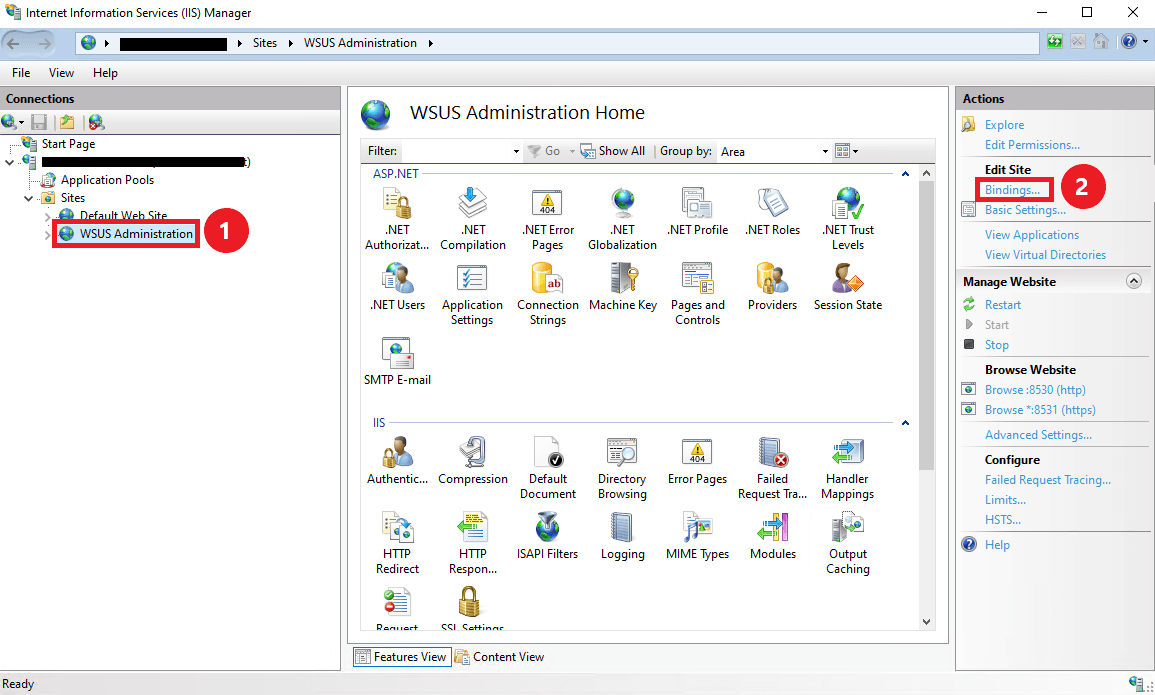 Internet Information Services (IIS) Manager
Sites
WSUS Administration
File View Help
Connections
Start Page
t)
Application Pools
Sites
Default Web Site
WSUS Administration
1
WSUS Administration Home
Filter:
Go
Show All
Group by:
Area
ASP.NET
.NET Authorizat...
.NET Compilation
.NET Error Pages
.NET Globalization
.NET Profile
.NET Roles
.NET Trust Levels
.NET Users
Application Settings
Connection Strings
Machine Key
Pages and Controls
Providers
Session State
SMTP E-mail
IIS
Authentic...
Compression
Default Document
Directory Browsing
Error Pages
Failed Request Tra...
Handler Mappings
HTTP Redirect
HTTP Respon...
ISAPI Filters
Logging
MIME Types
Modules
Output Caching
Request
SSL Settings
Features View
Content View
Actions
Explore
Edit Permissions...
Edit Site
Bindings...
2
Basic Settings...
View Applications
View Virtual Directories
Manage Website
Restart
Start
Stop
Browse Website
Browse :8530 (http)
Browse *:8531 (https)
Advanced Settings...
Configure
Failed Request Tracing...
Limits...
HSTS...
Help
Ready